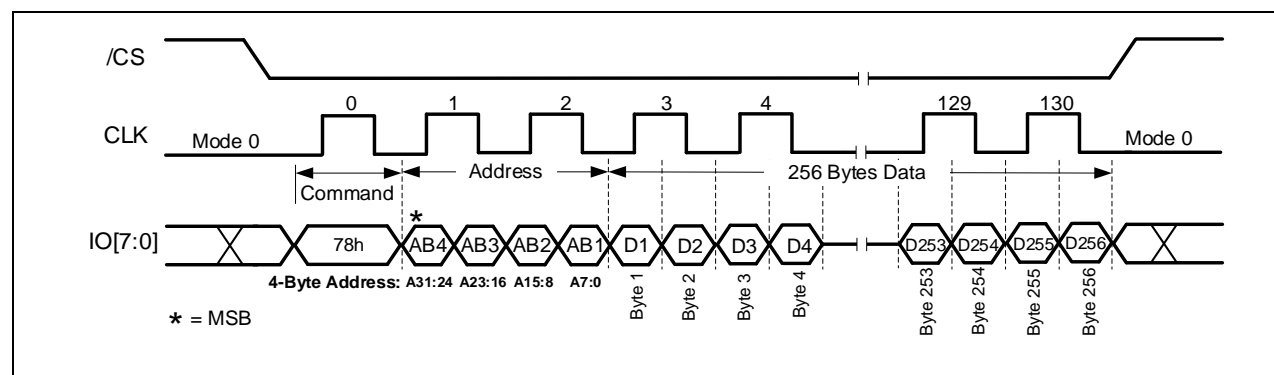 /CS
0 1 2 3 4 129 130
CLK
Mode 0 Mode 0
Command Address 256 Bytes Data
*
IO[7:0] 78h AB4 AB3 AB2 AB1 D1 D2 D3 D4 D253 D254 D255 D256
4-Byte Address: A31:24 A23:16 A15:8 A7:0
Byte 1
Byte 2
Byte 3
Byte 4
Byte 253
Byte 254
Byte 255
Byte 256
* = MSB